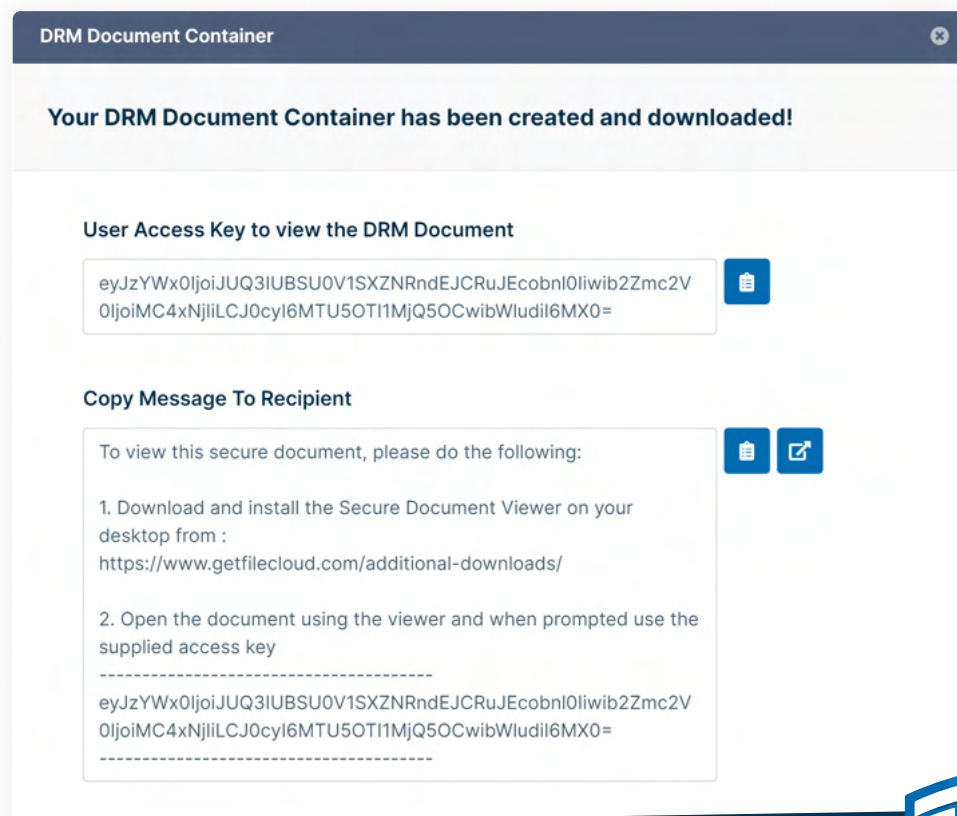 DRM Document Container
Your DRM Document Container has been created and downloaded!
User Access Key to view the DRM Document
eyJzYWx0IjoiJUQ3IUBSU0V1SXZNRndEJCRuJEcobnl0Iiwib2Zmc2V
0IjoiMC4xNjIiLCJ0cyI6MTU5OTI1MjQ5OCwibWludiI6MX0=
Copy Message To Recipient
To view this secure document, please do the following:
1. Download and install the Secure Document Viewer on your
desktop from :
https://www.getfilecloud.com/additional-downloads/
2. Open the document using the viewer and when prompted use the
supplied access key
---------------------------------------
eyJzYWx0IjoiJUQ3IUBSU0V1SXZNRndEJCRuJEcobnl0Iiwib2Zmc2V
0IjoiMC4xNjIiLCJ0cyI6MTU5OTI1MjQ5OCwibWludiI6MX0=
---------------------------------------